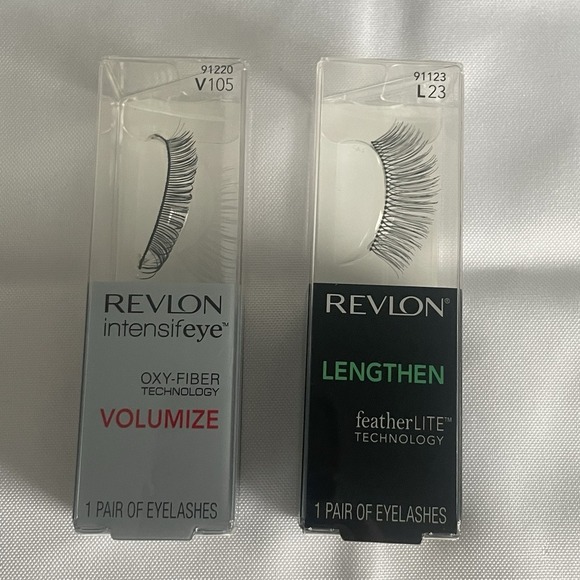 91220
V105
REVLON
intensifeye™
OXY-FIBER
TECHNOLOGY
VOLUMIZE
1 PAIR OF EYELASHES
91123
L23
REVLON®
LENGTHEN
featherLITE™
TECHNOLOGY
1 PAIR OF EYELASHES